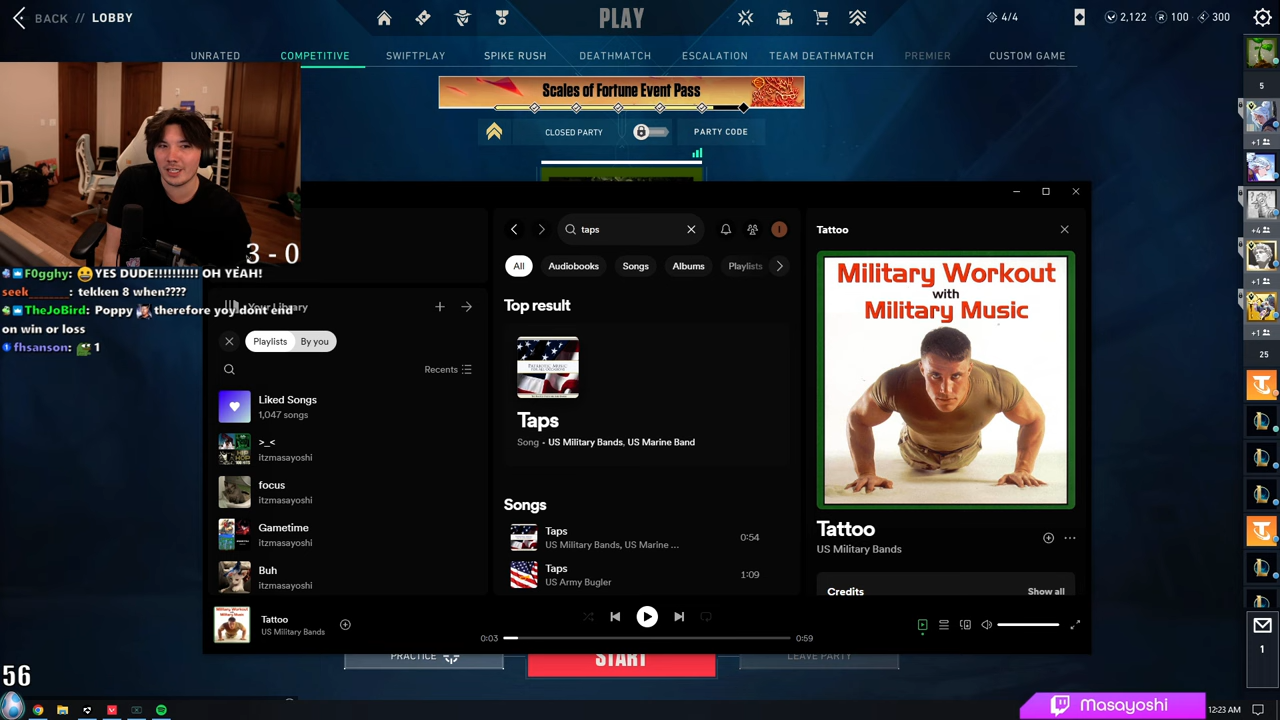 BACK // LOBBY
PLAY
4/4
2,122
100
300
UNRATED
COMPETITIVE
SWIFTPLAY
SPIKE RUSH
DEATHMATCH
ESCALATION
TEAM DEATHMATCH
PREMIER
CUSTOM GAME
Scales of Fortune Event Pass
CLOSED PARTY
PARTY CODE
3 - 0
F0gghy: YES DUDE!!!!!!!!!! OH YEAH!
seek_______: tekken 8 when????
TheJoBird: Poppy therefore yoy dont end
on win or loss
fhsanson: 1
Your Library
Playlists
By you
Recents
Liked Songs
1,047 songs
>_<
itzmasayoshi
focus
itzmasayoshi
Gametime
itzmasayoshi
Buh
itzmasayoshi
taps
All
Audiobooks
Songs
Albums
Playlists
Top result
Taps
Song • US Military Bands, US Marine Band
Songs
Taps
US Military Bands, US Marine ...
0:54
Taps
US Army Bugler
1:09
Tattoo
Military Workout
with
Military Music
Tattoo
US Military Bands
Credits
Show all
Tattoo
US Military Bands
0:03
0:59
PRACTICE
START
LEAVE PARTY
5
+1
+4
+1
+1
25
1
56
Masayoshi
12:23 AM